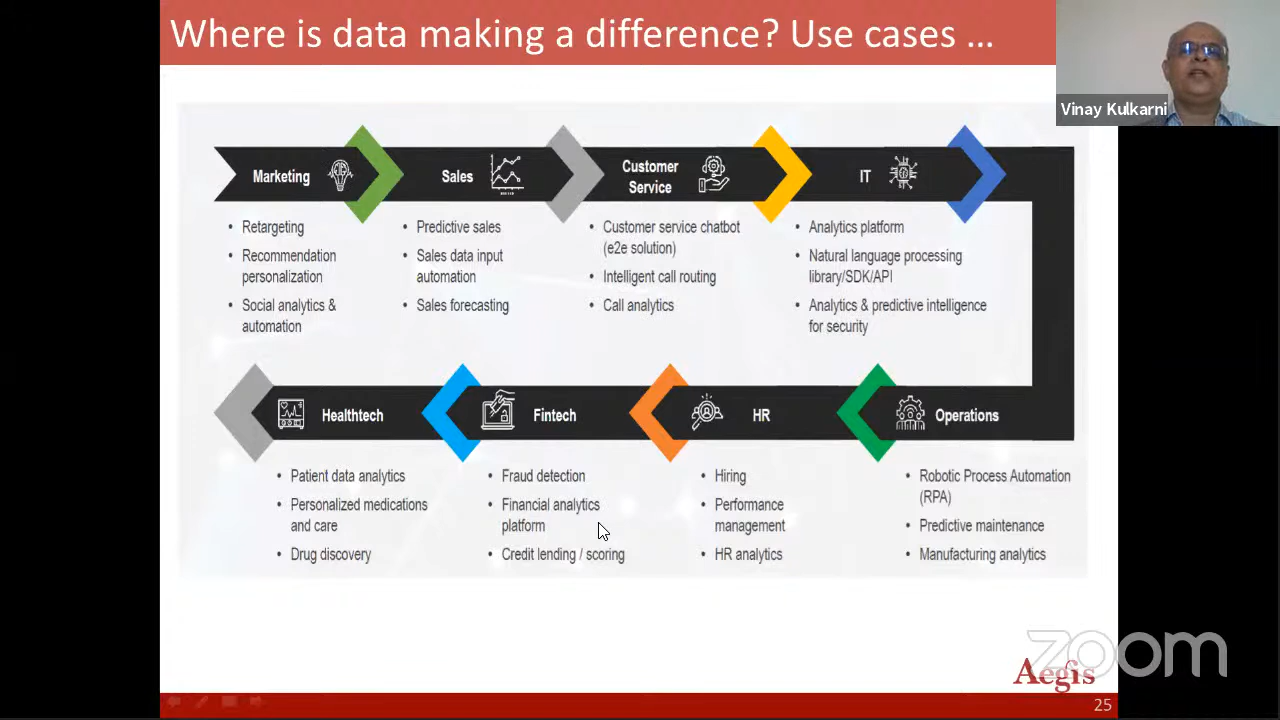 Where is data making a difference? Use cases ...
Vinay Kulkarni
Marketing
Sales
Customer
Service
IT
• Retargeting
• Recommendation
personalization
• Social analytics &
automation
• Predictive sales
• Sales data input
automation
• Sales forecasting
• Customer service chatbot
(e2e solution)
• Intelligent call routing
• Call analytics
• Analytics platform
• Natural language processing
library/SDK/API
• Analytics & predictive intelligence
for security
Healthtech
Fintech
HR
Operations
• Patient data analytics
• Personalized medications
and care
• Drug discovery
• Fraud detection
• Financial analytics
platform
• Credit lending / scoring
• Hiring
• Performance
management
• HR analytics
• Robotic Process Automation
(RPA)
• Predictive maintenance
• Manufacturing analytics
zoom
Aegis
25